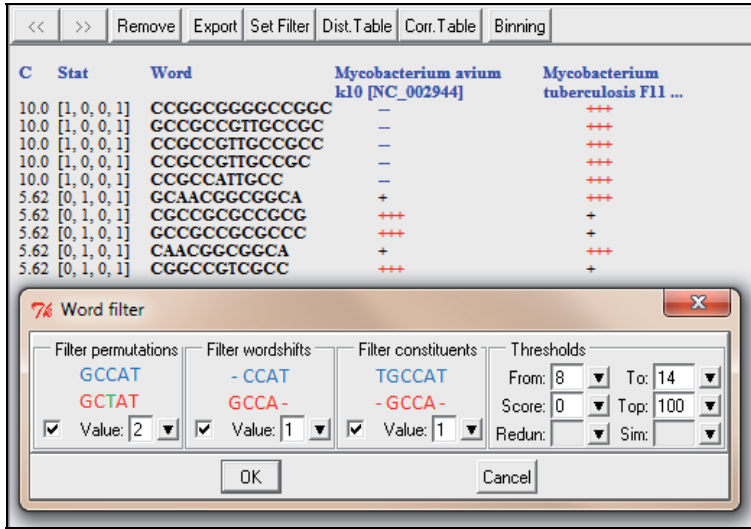 << >> Remove Export Set Filter Dist.Table Corr.Table Binning
C Stat Word Mycobacterium avium k10 [NC_002944] Mycobacterium tuberculosis F11 ...
10.0 [1, 0, 0, 1] CCGGCGGGGCCGGC -- +++
10.0 [1, 0, 0, 1] GCCGCCGTTGCCGC -- +++
10.0 [1, 0, 0, 1] CCGCCGTTGCCGCC -- +++
10.0 [1, 0, 0, 1] CCGCCGTTGCCGC -- +++
10.0 [1, 0, 0, 1] CCGCCATTGCC -- +++
5.62 [0, 1, 0, 1] GCAACGGCGGCA + +++
5.62 [0, 1, 0, 1] CGCCGCGCCGCG +++ +
5.62 [0, 1, 0, 1] GCCGCCGCGCCC +++ +
5.62 [0, 1, 0, 1] CAACGGCGGCA + +++
5.62 [0, 1, 0, 1] CGGCCGTCGCC +++ +
Word filter
Filter permutations Filter wordshifts Filter constituents Thresholds
GCCAT - CCAT TGCCAT From: 8 To: 14
GCTAT GCCA - - GCCA - Score: 0 Top: 100
Value: 2 Value: 1 Value: 1 Redun: Sim:
OK Cancel